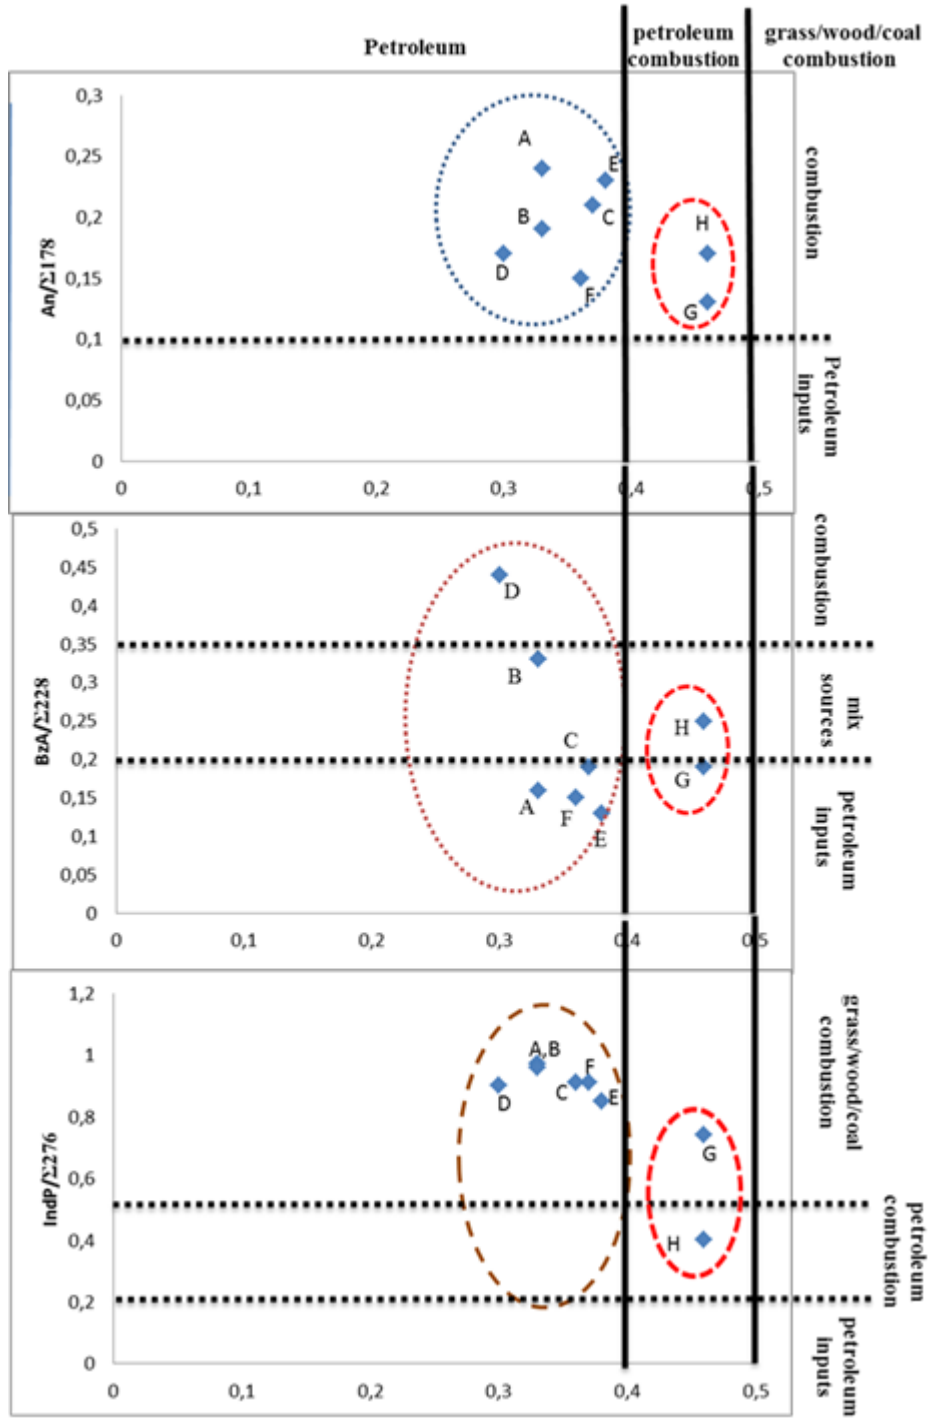 Petroleum
petroleum
combustion
grass/wood/coal
combustion
An/Σ178
0,3
0,25
0,2
0,15
0,1
0,05
0
A
E
B
C
D
F
H
G
combustion
Petroleum
inputs
0 0,1 0,2 0,3 0,4 0,5
BzA/Σ228
0,5
0,45
0,4
0,35
0,3
0,25
0,2
0,15
0,1
0,05
0
D
B
C
A
F
E
H
G
combustion
mix
sources
petroleum
inputs
0 0,1 0,2 0,3 0,4 0,5
IndP/Σ276
1,2
1
0,8
0,6
0,4
0,2
0
A,B
F
D
C
E
G
H
grass/wood/coal
combustion
petroleum
combustion
petroleum
inputs
0 0,1 0,2 0,3 0,4 0,5